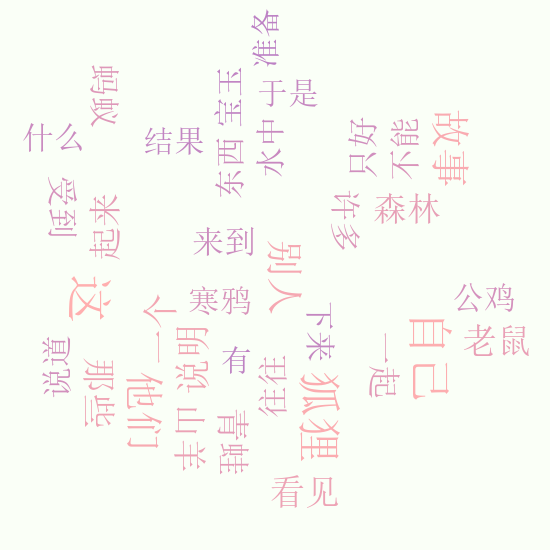 准备
蚂蚁
宝玉
于是
什么
结果
水中
东西
只好
不能
故事
受到
起来
许多
森林
来到
别人
这
一个
寒鸦
下来
公鸡
自己
老鼠
说道
那些
他们
说明
山羊
有
青蛙
往往
狐狸
一起
看见